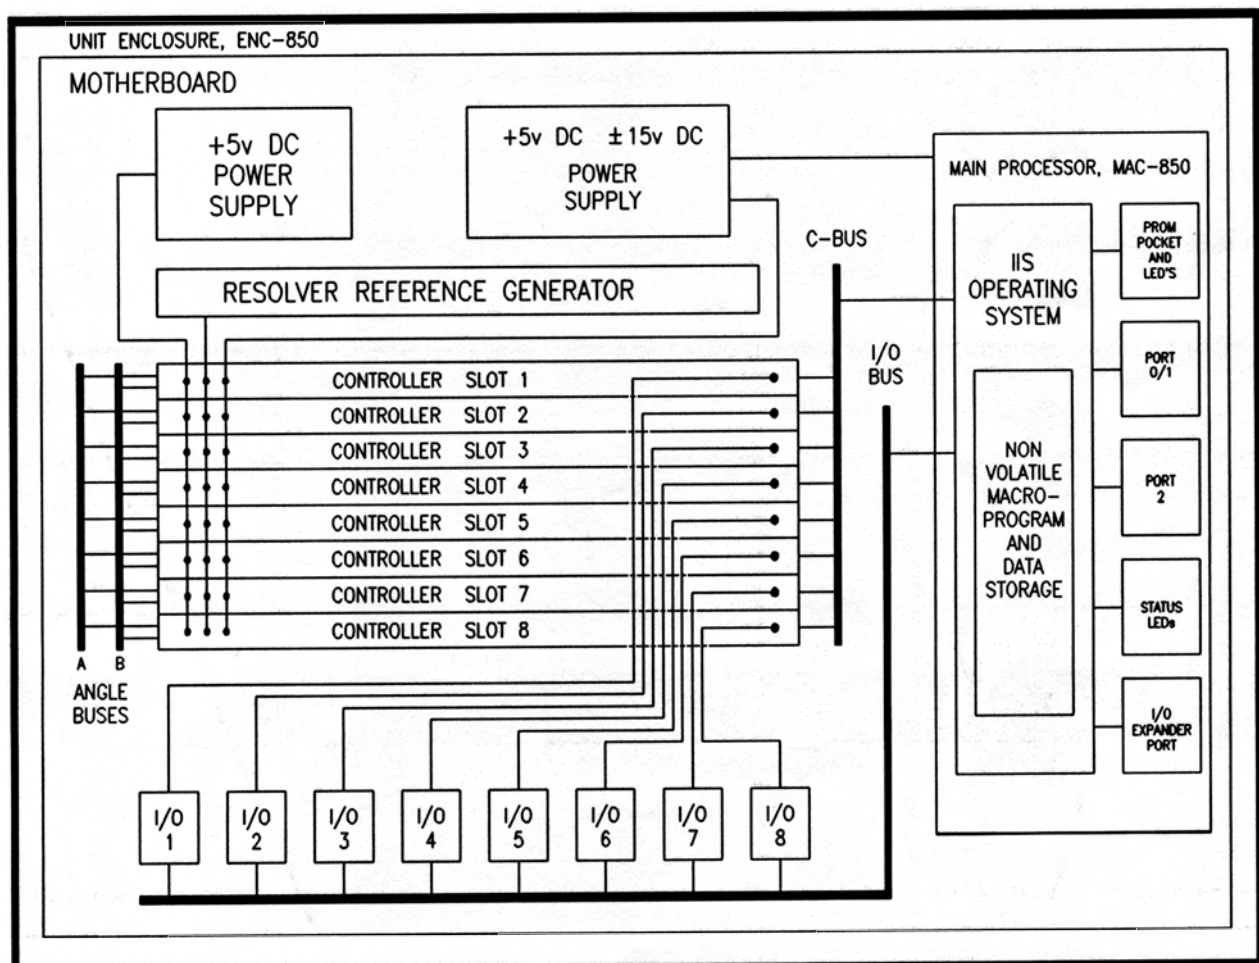 UNIT ENCLOSURE, ENC-850
MOTHERBOARD
+5v DC
POWER
SUPPLY
+5v DC ±15v DC
POWER
SUPPLY
RESOLVER REFERENCE GENERATOR
C-BUS
I/O
BUS
CONTROLLER SLOT 1
CONTROLLER SLOT 2
CONTROLLER SLOT 3
CONTROLLER SLOT 4
CONTROLLER SLOT 5
CONTROLLER SLOT 6
CONTROLLER SLOT 7
CONTROLLER SLOT 8
A B
ANGLE
BUSES
I/O
1
I/O
2
I/O
3
I/O
4
I/O
5
I/O
6
I/O
7
I/O
8
MAIN PROCESSOR, MAC-850
IIS
OPERATING
SYSTEM
NON
VOLATILE
MACRO-
PROGRAM
AND
DATA
STORAGE
PROM
POCKET
AND
LED'S
PORT
0/1
PORT
2
STATUS
LEDs
I/O
EXPANDER
PORT